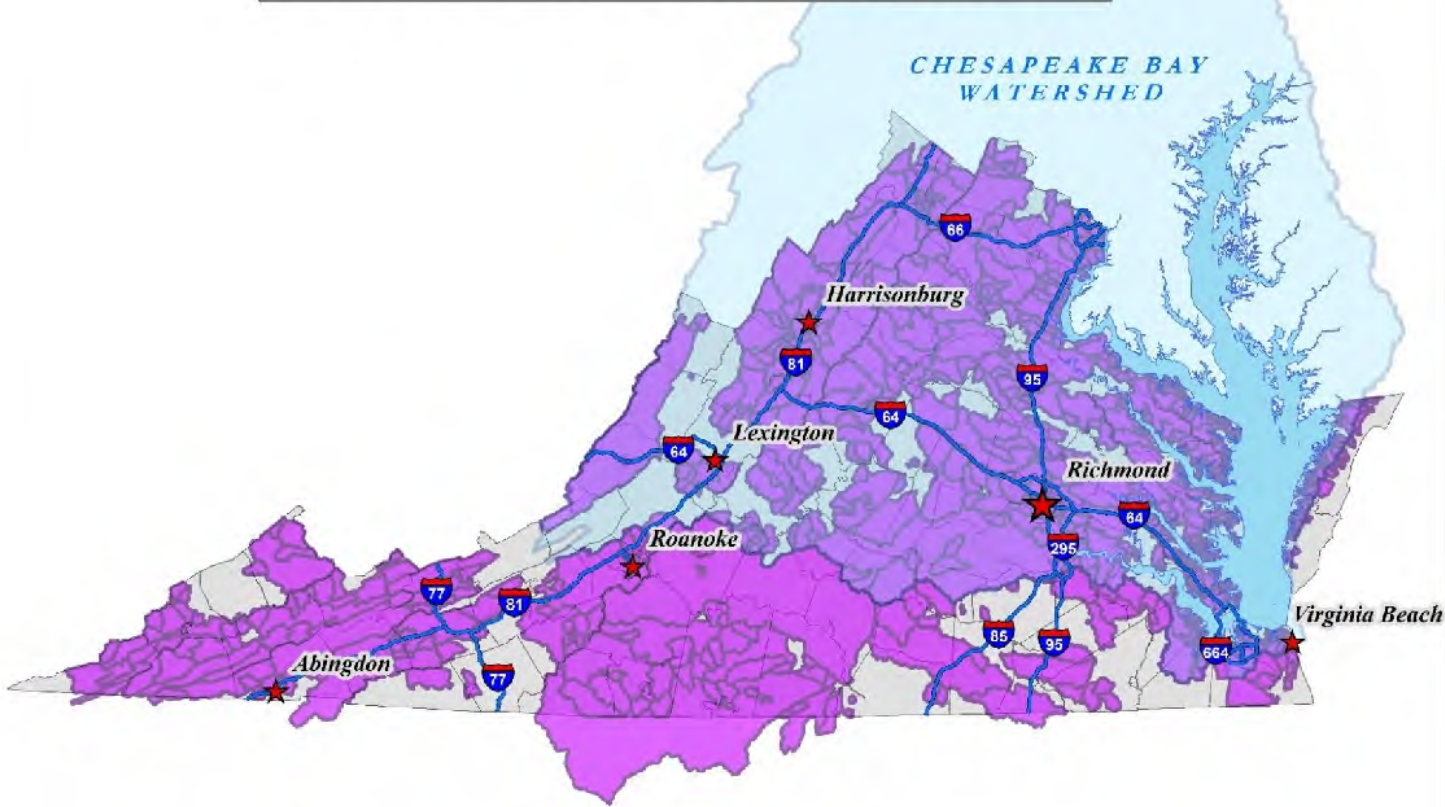 CHESAPEAKE BAY
WATERSHED
66
Harrisonburg
81
95
64
Lexington
64
Richmond
64
Roanoke
295
77
81
Virginia Beach
85
95
664
Abingdon
77